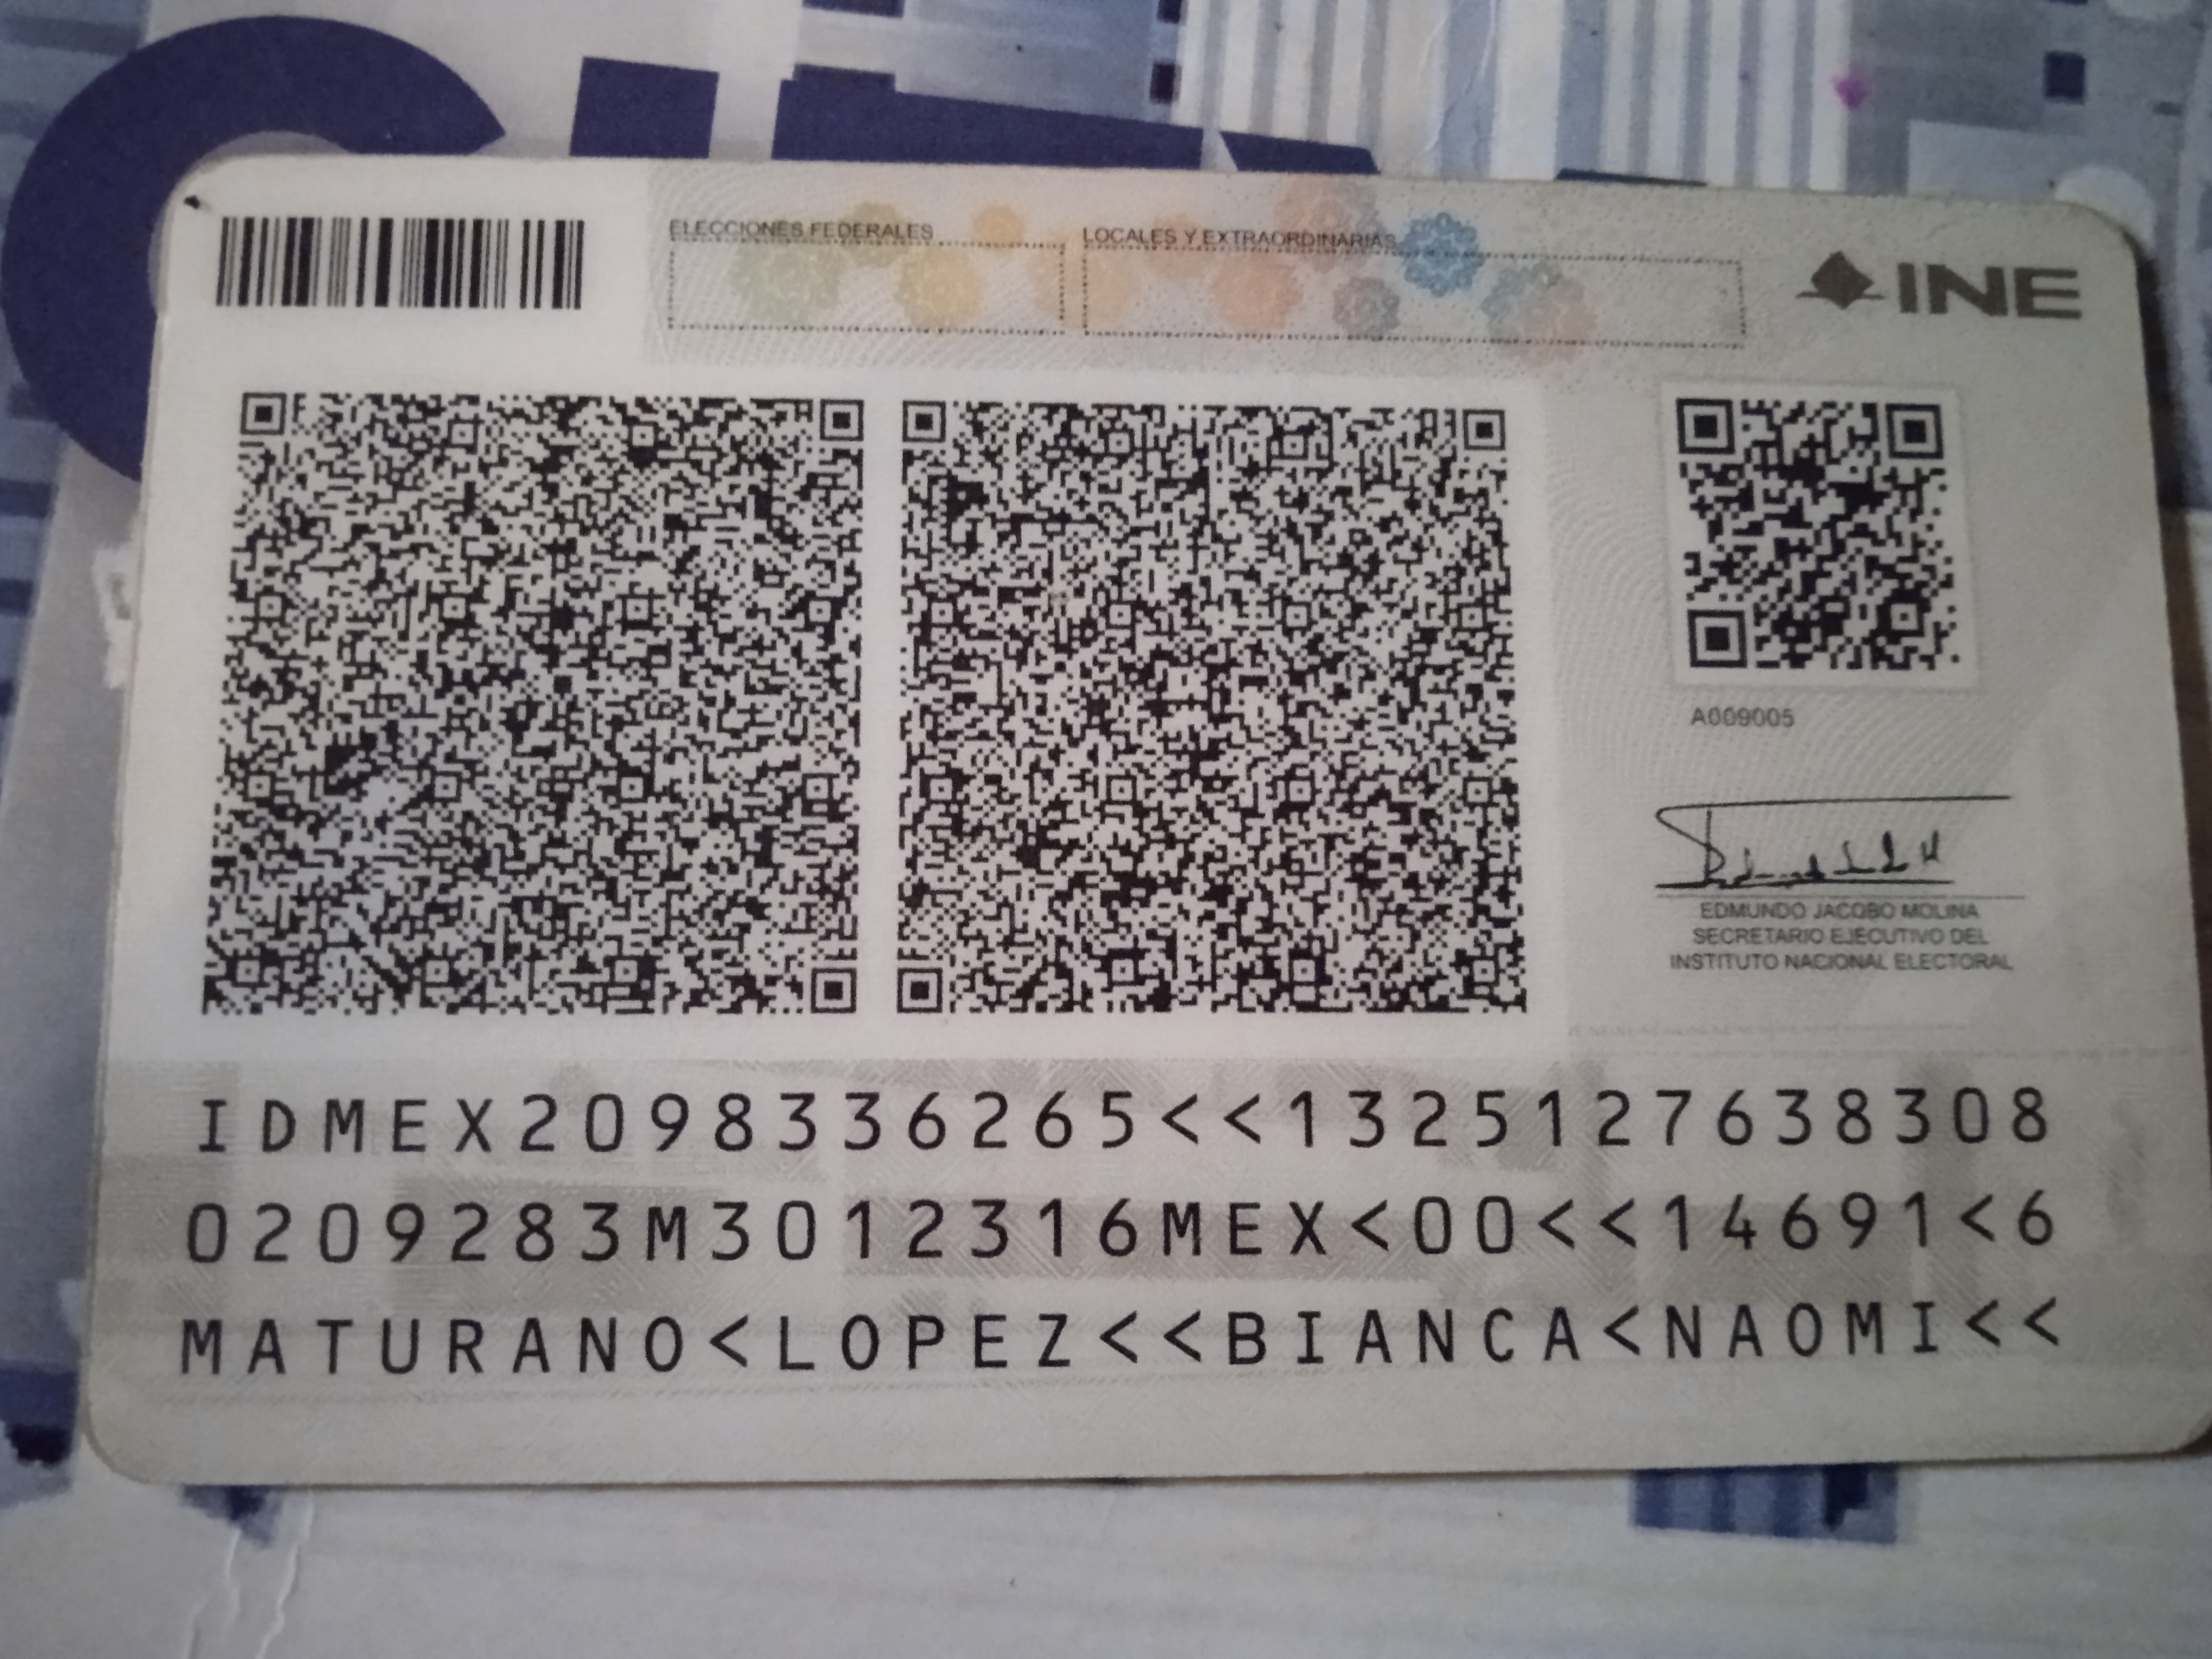 ELECCIONES FEDERALES
LOCALES Y EXTRAORDINARIAS
INE
A009005
EDMUNDO JACOBO MOLINA
SECRETARIO EJECUTIVO DEL
INSTITUTO NACIONAL ELECTORAL
IDMEX2098336265<<1325127638308
0209283M3012316MEX<00<<14691<6
MATURANO<LOPEZ<<BIANCA<NAOMI<<